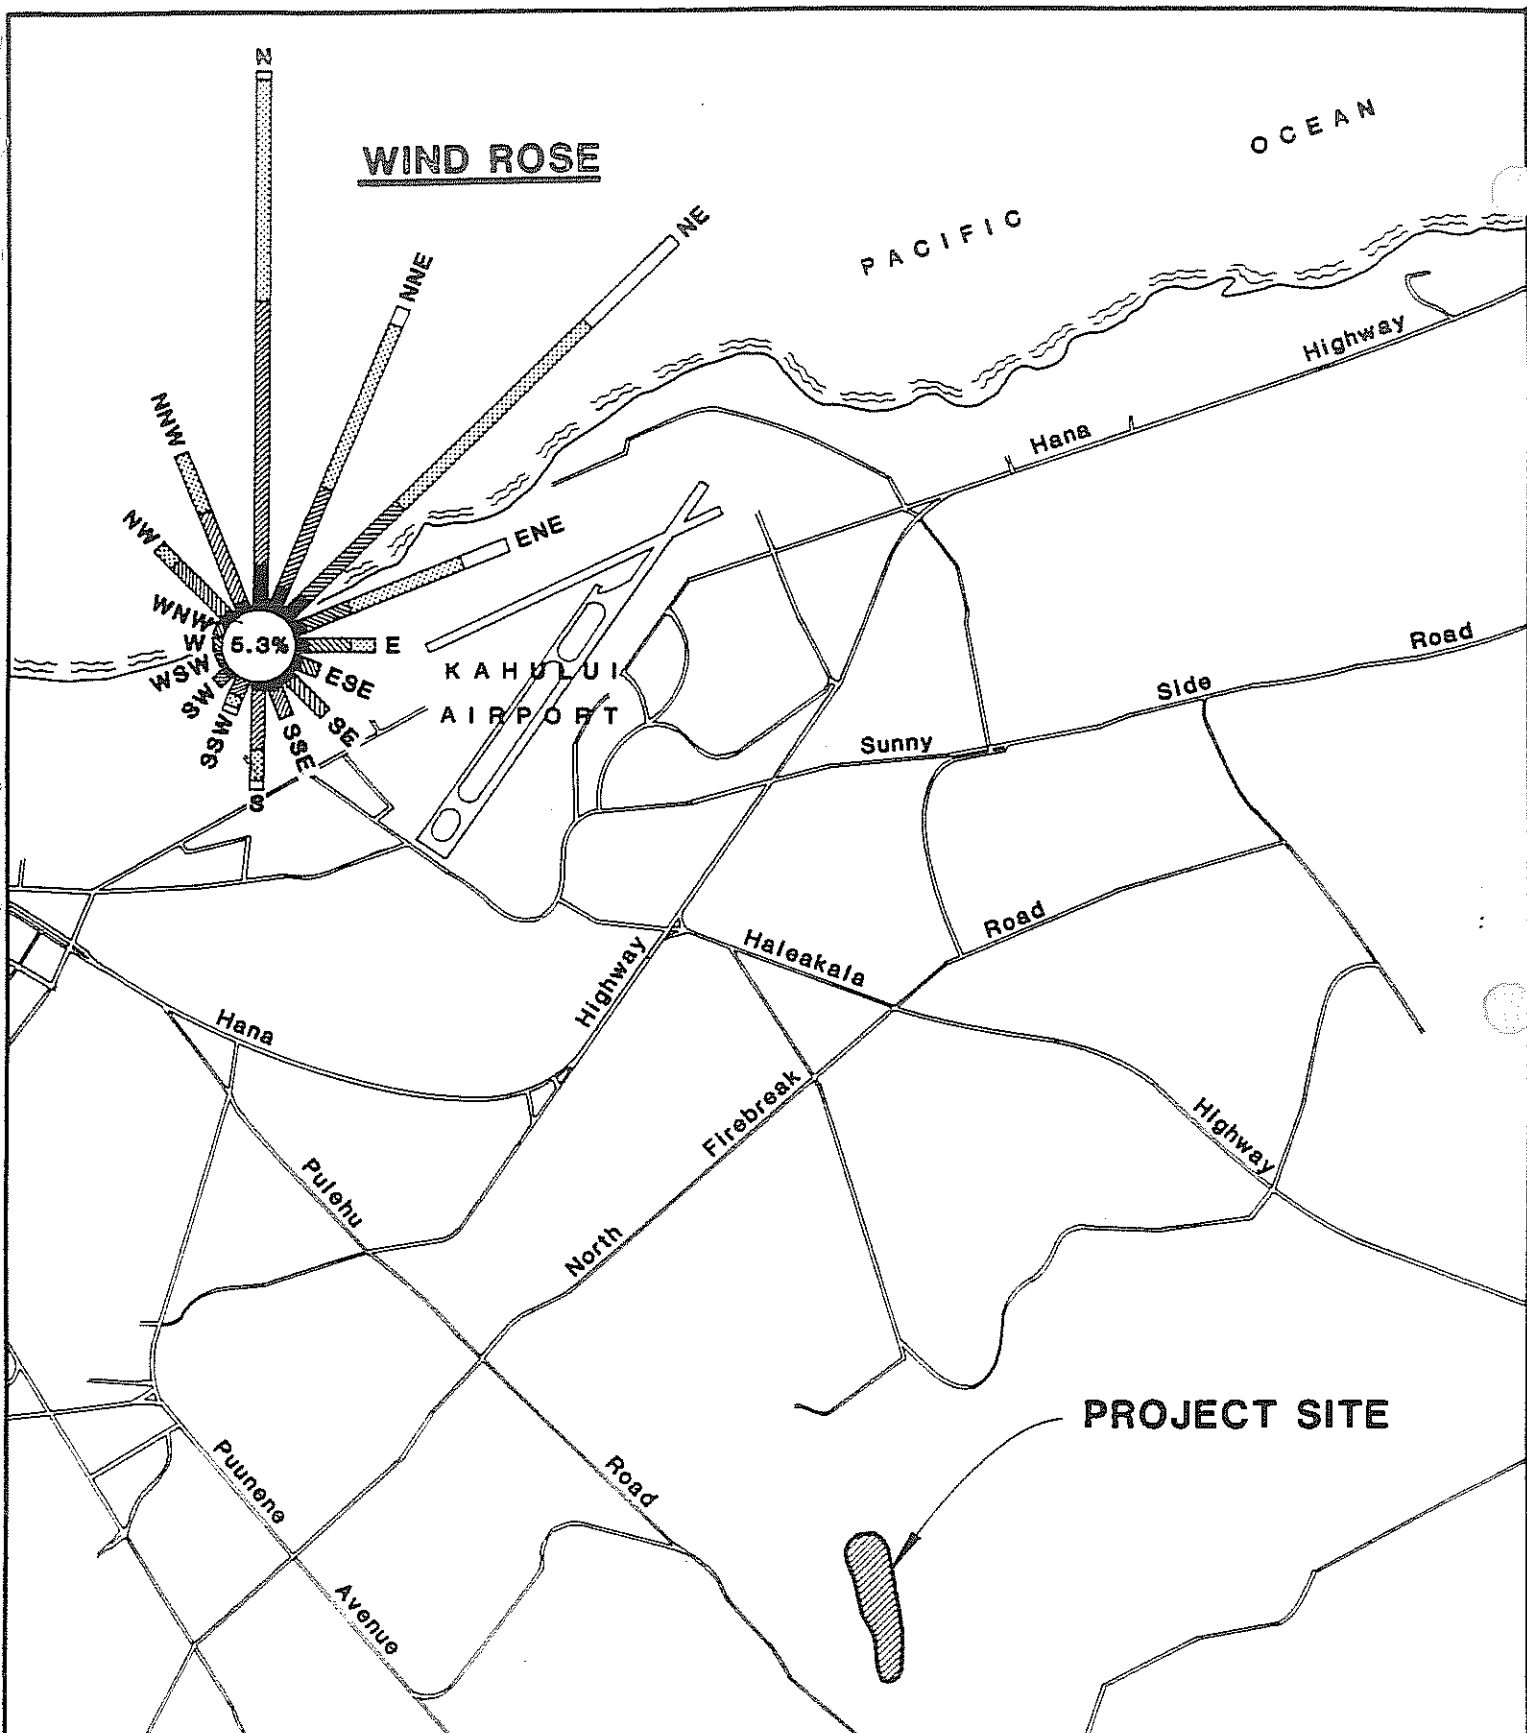 N
WIND ROSE
OCEAN
PACIFIC
NE
NNE
Highway
NNW
Hana
NW
ENE
WNW
W
5.3%
E
KAHULUI
AIRPORT
WSW
ESE
SW
SE
SSW
SSE
S
Road
Side
Sunny
Road
Haleakala
Highway
Hana
Firebreak
Highway
Pulehu
North
PROJECT SITE
Puunene
Road
Avenue